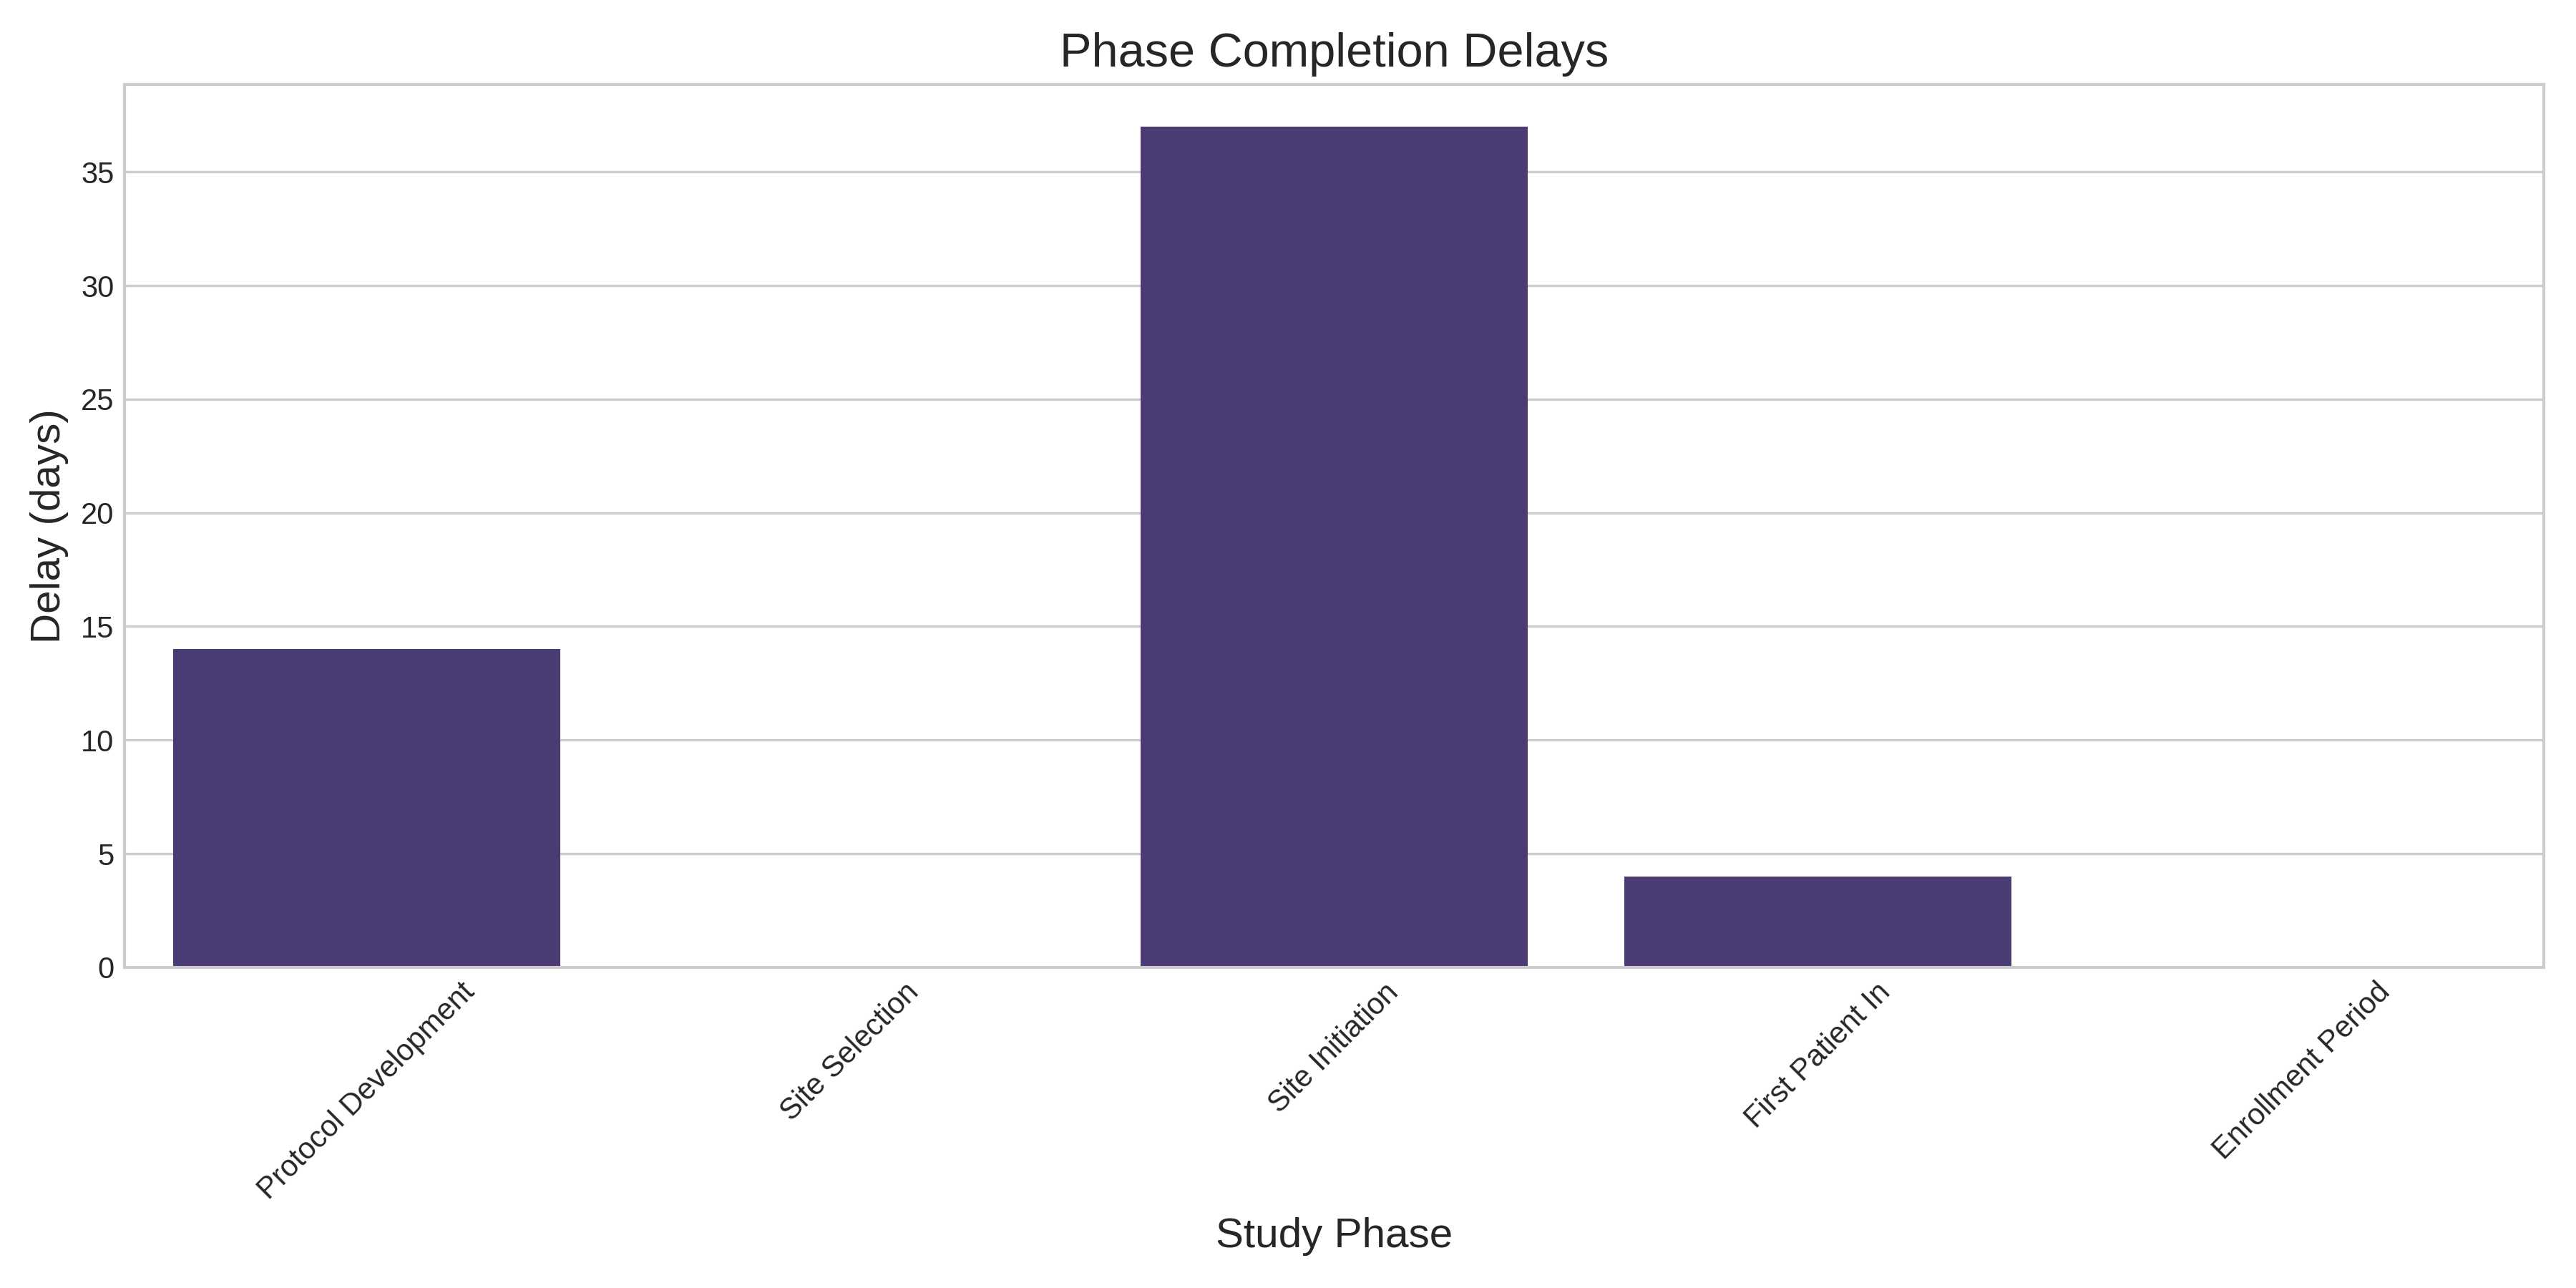 Phase Completion Delays
Delay (days)
35
30
25
20
15
10
5
0
Protocol Development
Site Selection
Site Initiation
First Patient In
Enrollment Period
Study Phase